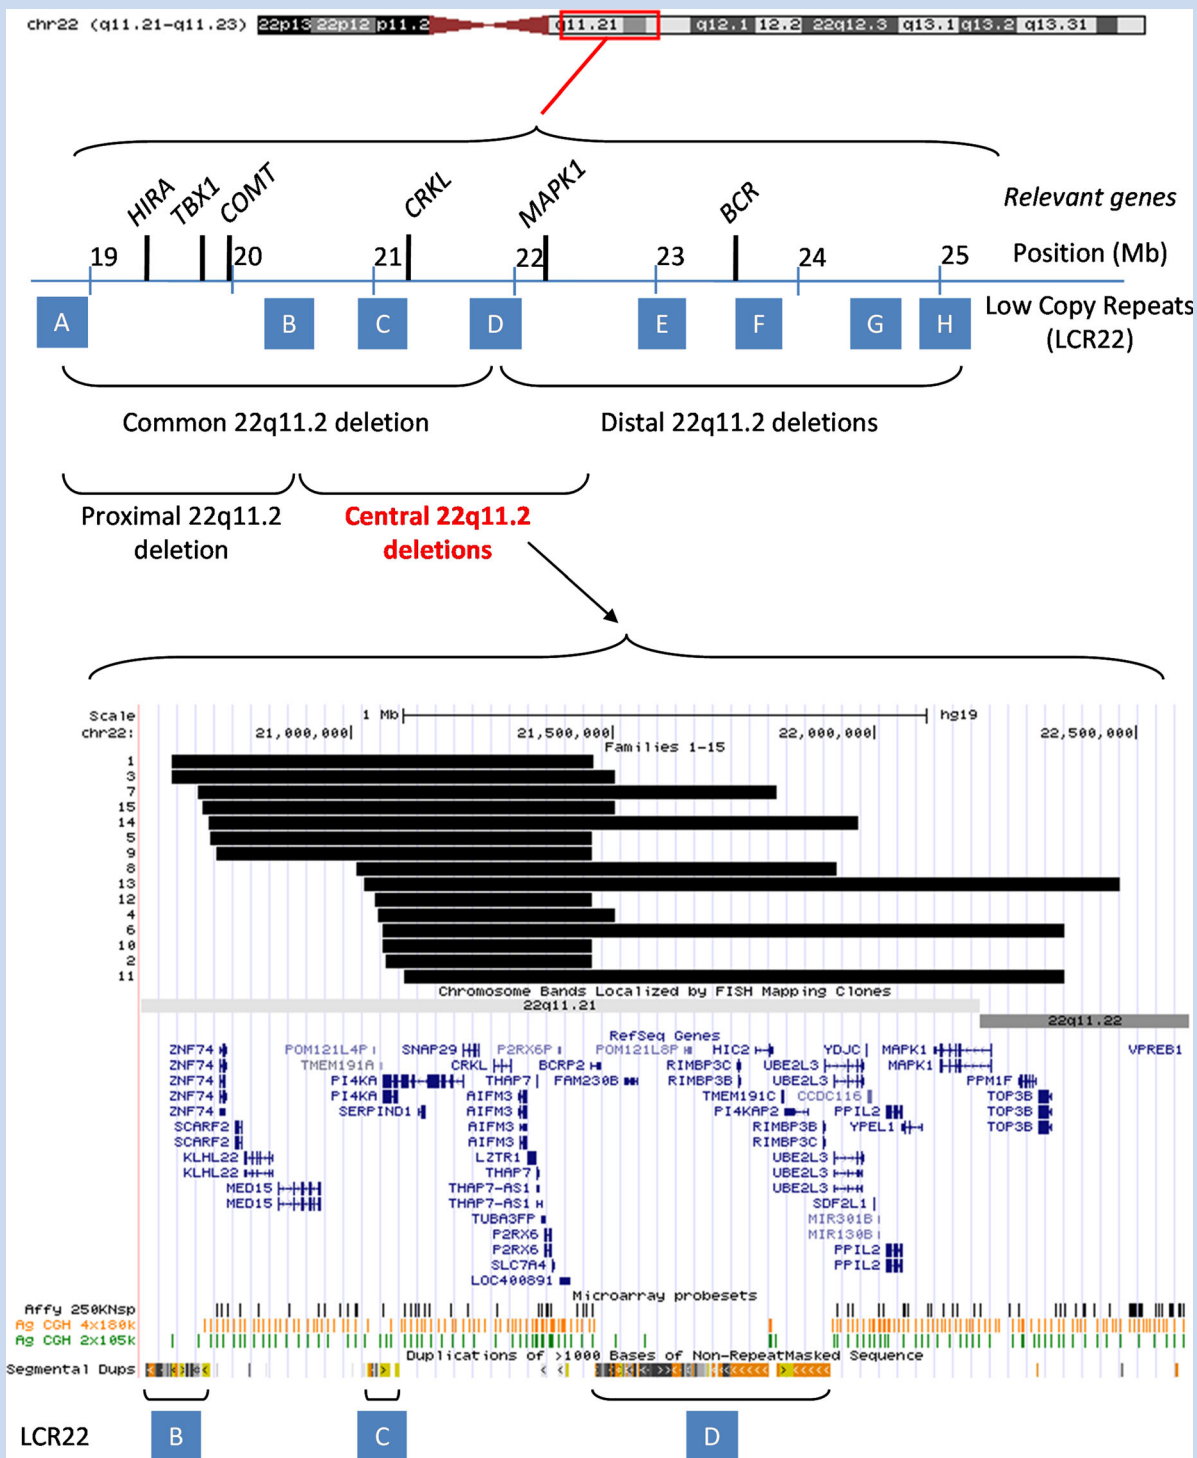 chr22 (q11.21-q11.23) 22p13 22p12 p11.2 q11.21 q12.1 12.2 22q12.3 q13.1 q13.2 q13.31
HIRA TBX1 COMT CRKL MAPK1 BCR Relevant genes
19 20 21 22 23 24 25 Position (Mb)
A B C D E F G H Low Copy Repeats
(LCR22)
Common 22q11.2 deletion Distal 22q11.2 deletions
Proximal 22q11.2 Central 22q11.2
deletion deletions
Scale 1 Mb hg19
chr22: 21,000,000 21,500,000 22,000,000 22,500,000
Families 1-15
1
3
7
15
14
5
9
8
13
12
4
6
10
2
11
Chromosome Bands Localized by FISH Mapping Clones
22q11.21
22q11.22
RefSeq Genes
ZNF74 POM121L4P SNAP29 P2RX6P POM121L8P HIC2 YDJC MAPK1 VPREB1
ZNF74 TMEM191A CRKL BCRP2 RIMBP3C UBE2L3 MAPK1
ZNF74 PI4KA THAP7 FAM230B RIMBP3B UBE2L3 PPM1F
ZNF74 PI4KA AIFM3 TMEM191C CCDC116 TOP3B
ZNF74 SERPIND1 AIFM3 PI4KAP2 PPIL2 TOP3B
SCARF2 AIFM3 RIMBP3B YPEL1 TOP3B
SCARF2 AIFM3 RIMBP3C
KLHL22 LZTR1 UBE2L3
KLHL22 THAP7 UBE2L3
MED15 THAP7-AS1 UBE2L3
MED15 THAP7-AS1 SDF2L1
TUBA3FP MIR301B
P2RX6 MIR130B
P2RX6 PPIL2
SLC7A4 PPIL2
LOC400891
Microarray probesets
Affy 250KNsp
Ag CGH 4x180k
Ag CGH 2x105k
Duplications of >1000 Bases of Non-RepeatMasked Sequence
Segmental Dups
LCR22 B C D